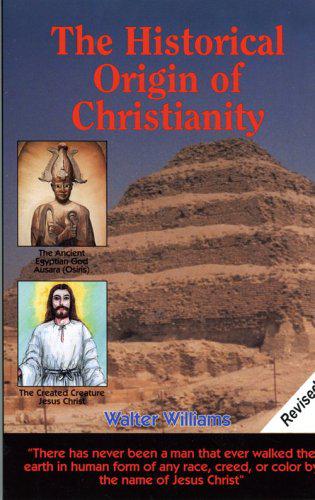 The Historical
Origin of
Christianity
The Ancient
Egyptian God
Ausara (Osiris)
The Created Creature
Jesus Christ
Walter Williams
Revised
"There has never been a man that ever walked the
earth in human form of any race, creed, or color by
the name of Jesus Christ"